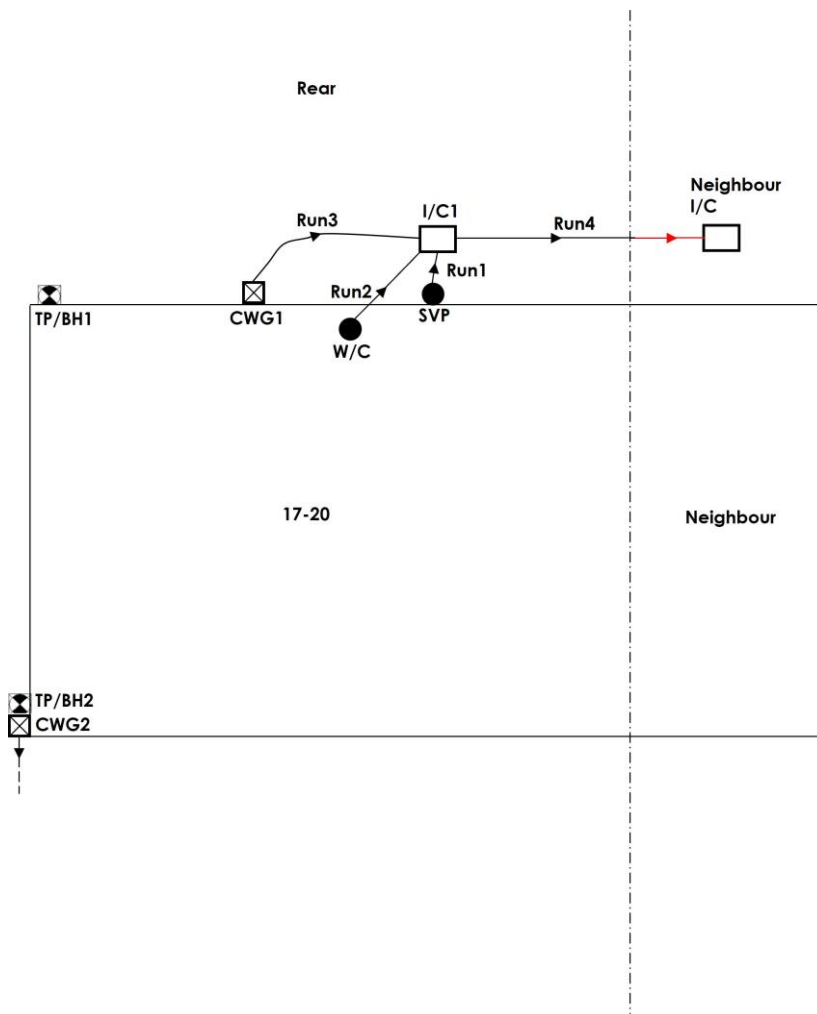 Rear
Neighbour
I/C
I/C1
Run3
Run4
Run1
Run2
TP/BH1
CWG1
SVP
W/C
17-20
Neighbour
TP/BH2
CWG2